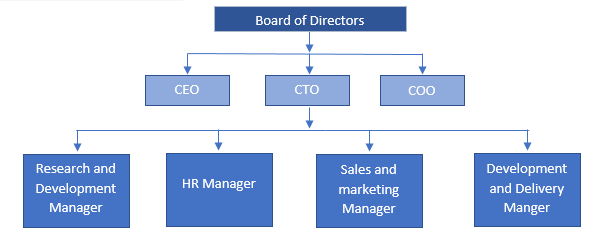 Board of Directors
CEO
CTO
COO
Research and
Development
Manager
HR Manager
Sales and
marketing
Manager
Development
and Delivery
Manger